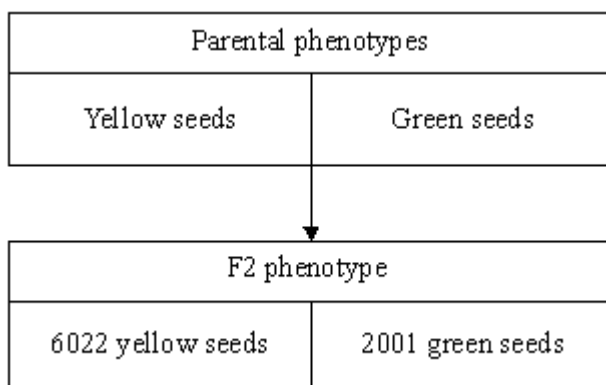 Parental phenotypes
Yellow seeds
Green seeds
F2 phenotype
6022 yellow seeds
2001 green seeds